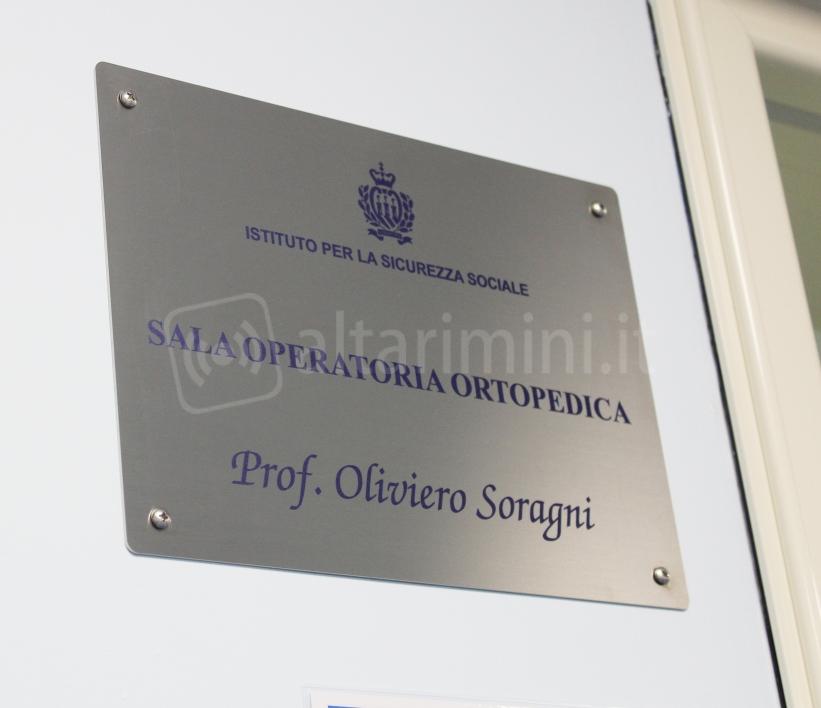 ISTITUTO PER LA SICUREZZA SOCIALE
SALA OPERATORIA ORTOPEDICA
altarimini.it
Prof. Oliviero Soragni